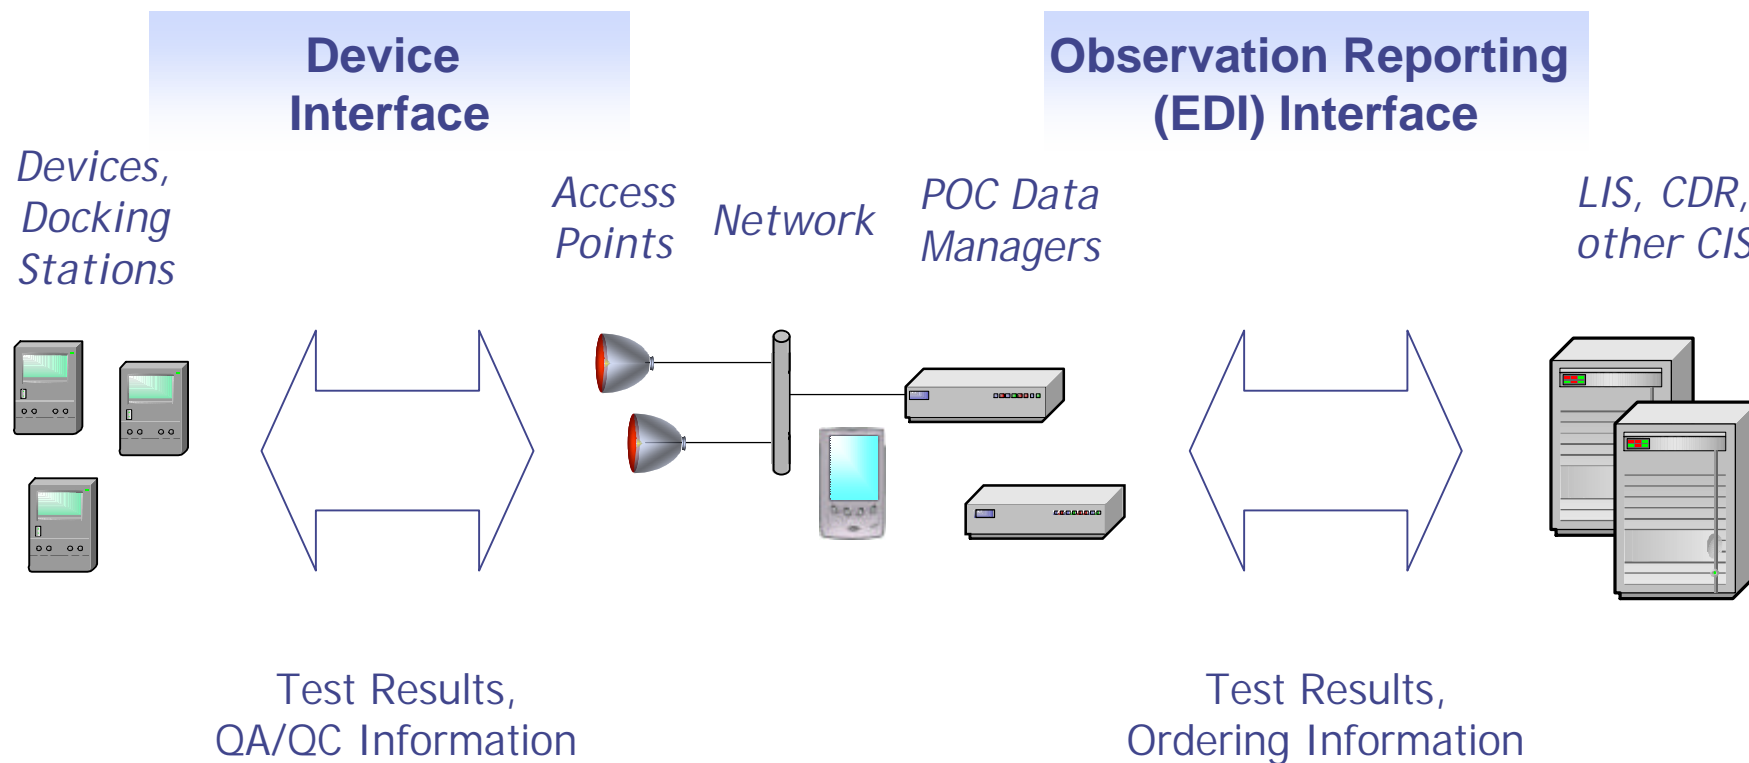 Device
Interface
Observation Reporting
(EDI) Interface
Devices,
Docking
Stations
Access
Points
Network
POC Data
Managers
LIS, CDR,
other CIS
Test Results,
QA/QC Information
Test Results,
Ordering Information